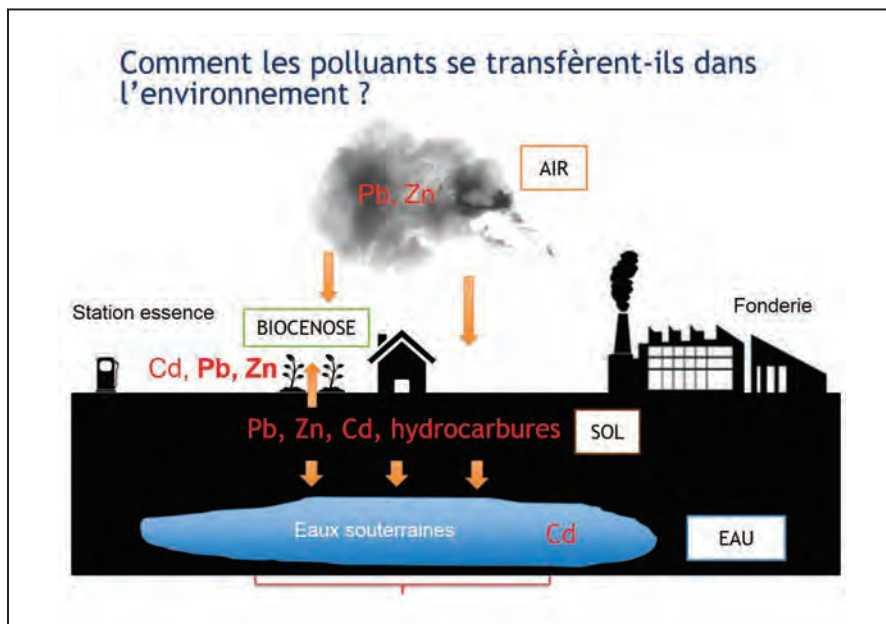 Comment les polluants se transfèrent-ils dans
l’environnement ?
Pb, Zn
AIR
Station essence
Fonderie
BIOCENOSE
Cd, Pb, Zn
Pb, Zn, Cd, hydrocarbures
SOL
Eaux souterraines
Cd
EAU